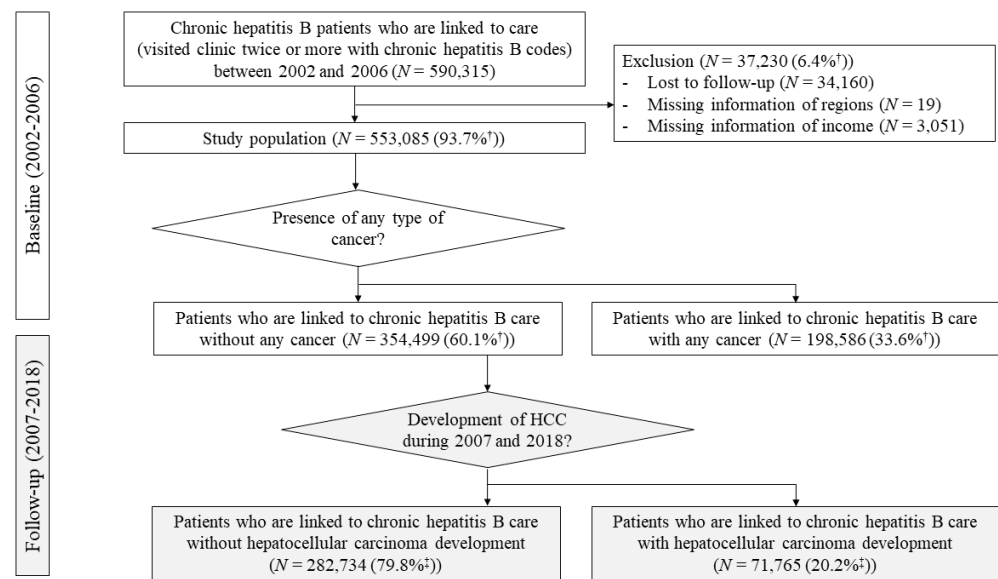 Baseline (2002-2006)
Chronic hepatitis B patients who are linked to care
(visited clinic twice or more with chronic hepatitis B codes)
between 2002 and 2006 (N = 590,315)
Exclusion (N = 37,230 (6.4%†))
- Lost to follow-up (N = 34,160)
- Missing information of regions (N = 19)
- Missing information of income (N = 3,051)
Study population (N = 553,085 (93.7%†))
Presence of any type of
cancer?
Patients who are linked to chronic hepatitis B care
without any cancer (N = 354,499 (60.1%†))
Patients who are linked to chronic hepatitis B care
with any cancer (N = 198,586 (33.6%†))
Follow-up (2007-2018)
Development of HCC
during 2007 and 2018?
Patients who are linked to chronic hepatitis B care
without hepatocellular carcinoma development
(N = 282,734 (79.8%‡)
Patients who are linked to chronic hepatitis B care
with hepatocellular carcinoma development
(N = 71,765 (20.2%‡)